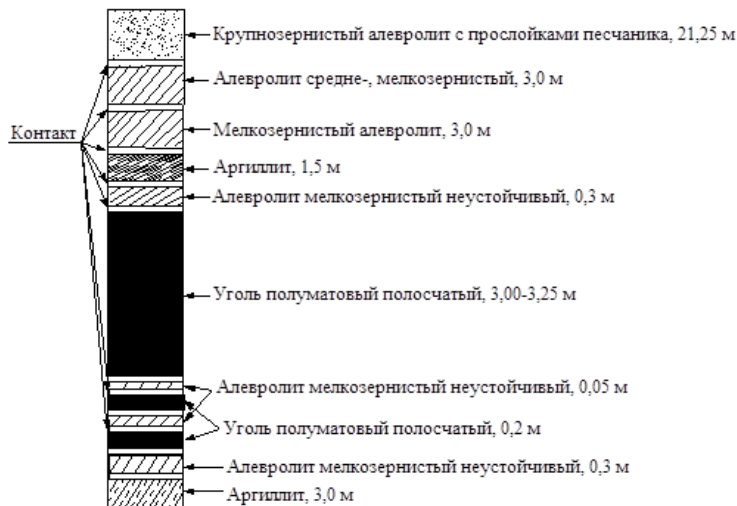 Крупнозернистый алевролит с прослойками песчаника, 21,25 м
Алевролит средне-, мелкозернистый, 3,0 м
Контакт
Мелкозернистый алевролит, 3,0 м
Аргиллит, 1,5 м
Алевролит мелкозернистый неустойчивый, 0,3 м
Уголь полуматовый полосчатый, 3,00-3,25 м
Алевролит мелкозернистый неустойчивый, 0,05 м
Уголь полуматовый полосчатый, 0,2 м
Алевролит мелкозернистый неустойчивый, 0,3 м
Аргиллит, 3,0 м